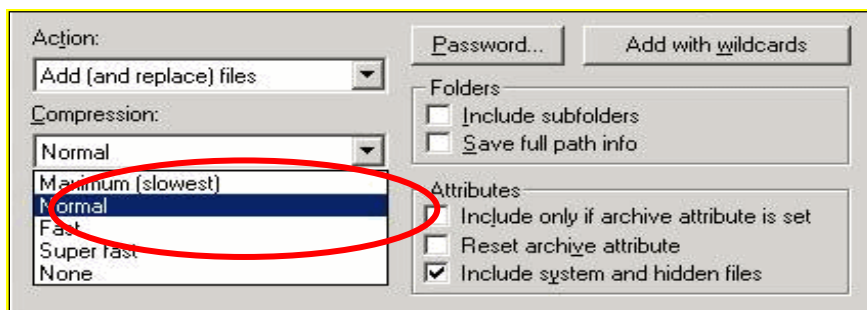 Action:
Add (and replace) files
Compression:
Normal
Maximum (slowest)
Normal
Fast
Super fast
None
Password...
Add with wildcards
Folders
Include subfolders
Save full path info
Attributes
Include only if archive attribute is set
Reset archive attribute
Include system and hidden files